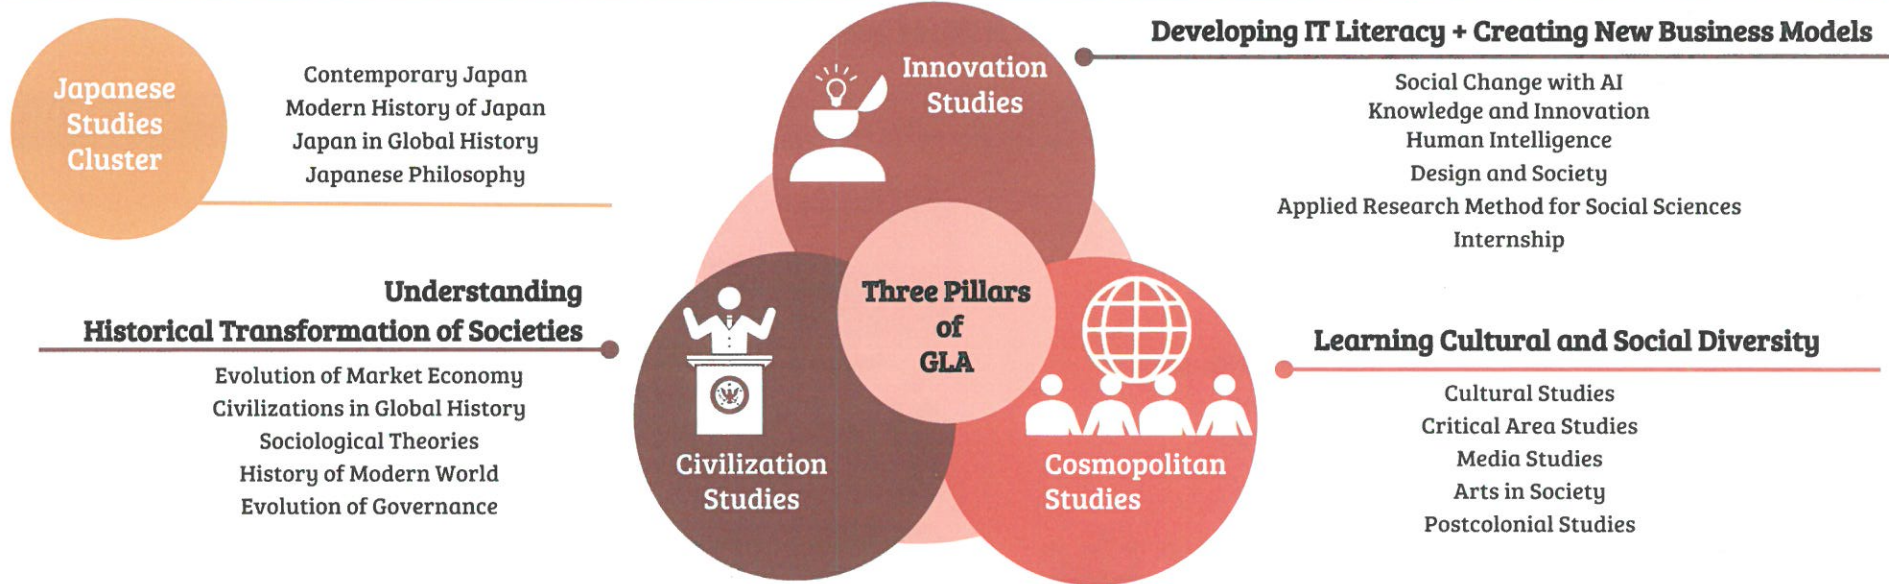 Japanese
Studies
Cluster
Contemporary Japan
Modern History of Japan
Japan in Global History
Japanese Philosophy
Innovation
Studies
Developing IT Literacy + Creating New Business Models
Social Change with AI
Knowledge and Innovation
Human Intelligence
Design and Society
Applied Research Method for Social Sciences
Internship
Understanding
Historical Transformation of Societies
Evolution of Market Economy
Civilizations in Global History
Sociological Theories
History of Modern World
Evolution of Governance
Three Pillars
of
GLA
Civilization
Studies
Cosmopolitan
Studies
Learning Cultural and Social Diversity
Cultural Studies
Critical Area Studies
Media Studies
Arts in Society
Postcolonial Studies